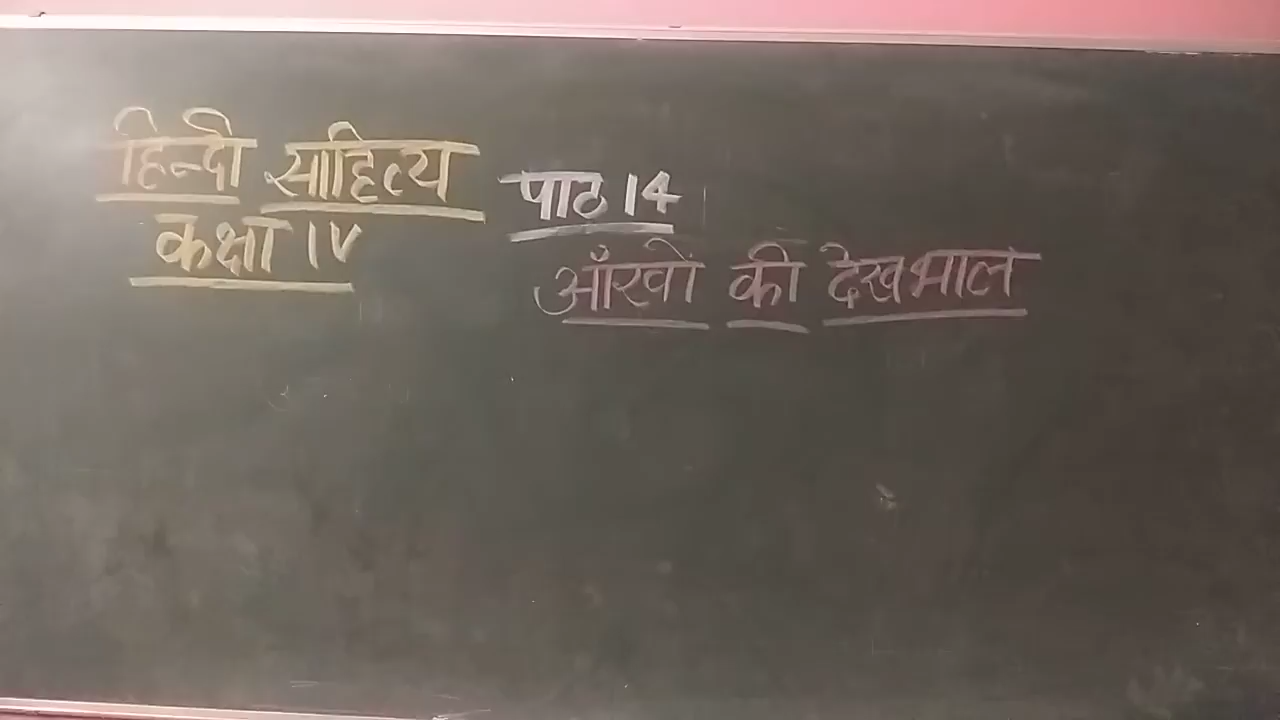 हिन्दी साहित्य
कक्षा IV
पाठ 14
आँखों की देखभाल